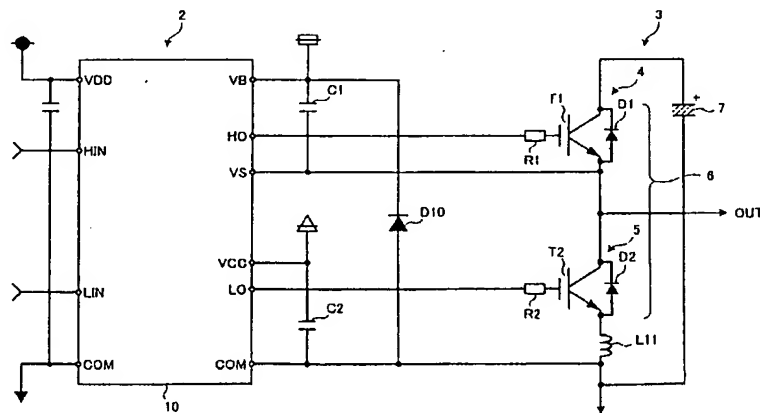 2
3
VDD
VB
C1
4
T1
D1
+
7
HIN
HO
R1
VS
6
D10
OUT
5
T2
D2
VCC
LIN
LO
C2
R2
L11
COM
COM
10